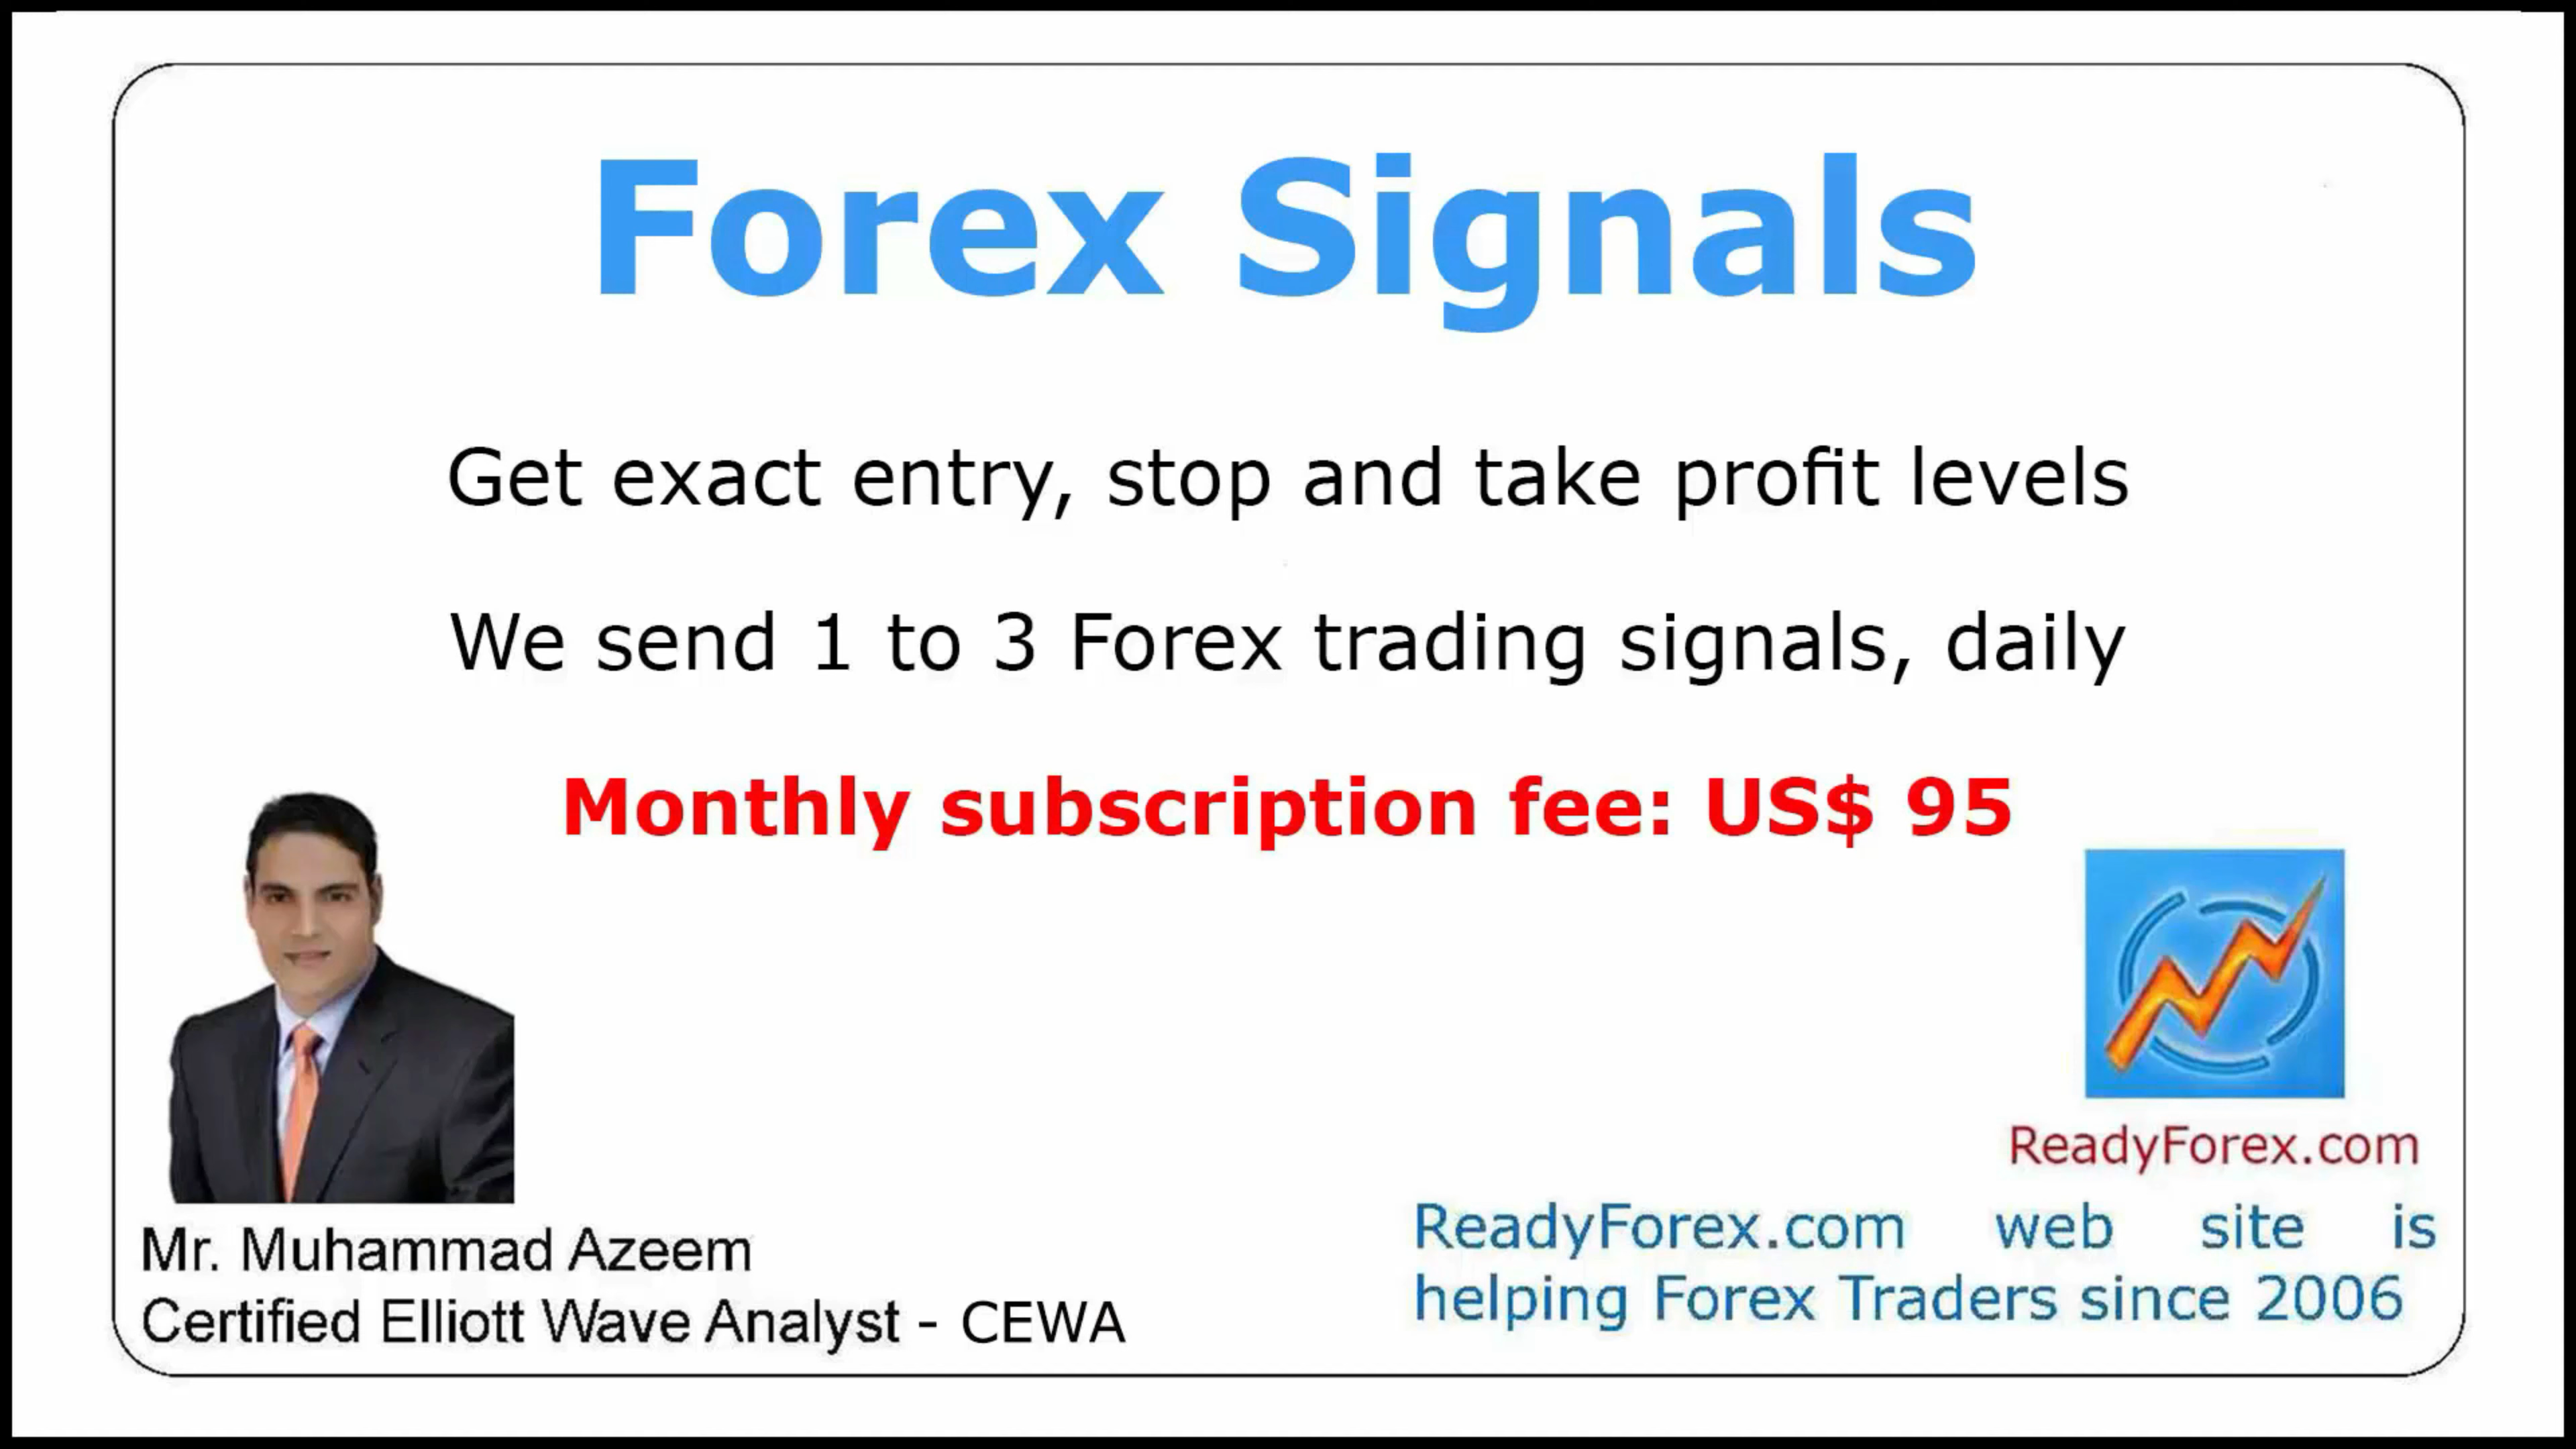 Forex Signals
Get exact entry, stop and take profit levels
We send 1 to 3 Forex trading signals, daily
Monthly subscription fee: US$ 95
ReadyForex.com
Mr. Muhammad Azeem
Certified Elliott Wave Analyst - CEWA
ReadyForex.com web site is
helping Forex Traders since 2006